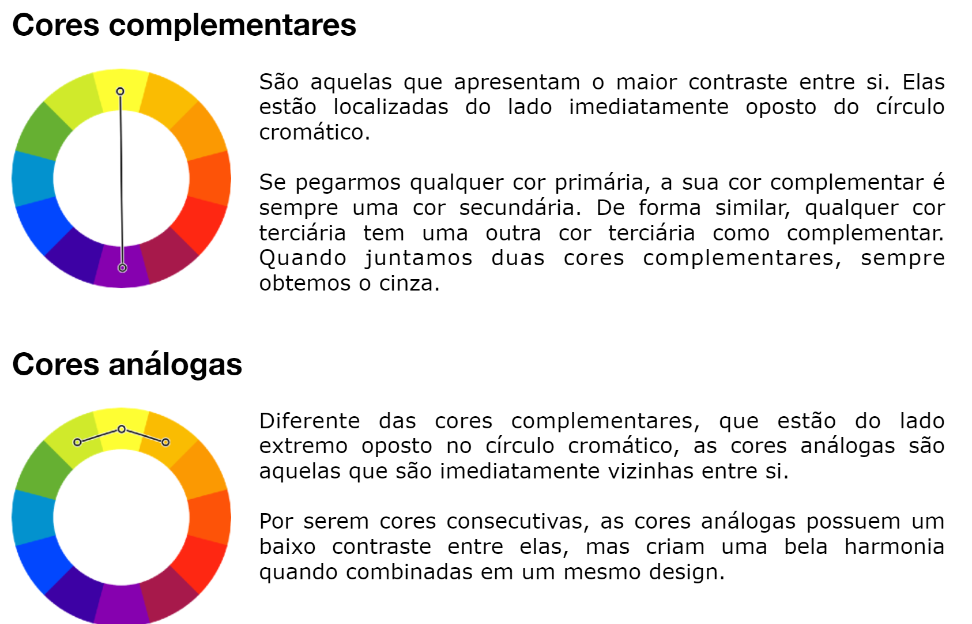 Cores complementares
São aquelas que apresentam o maior contraste entre si. Elas
estão localizadas do lado imediatamente oposto do círculo
cromático.
Se pegarmos qualquer cor primária, a sua cor complementar é
sempre uma cor secundária. De forma similar, qualquer cor
terciária tem uma outra cor terciária como complementar.
Quando juntamos duas cores complementares, sempre
obtemos o cinza.
Cores análogas
Diferente das cores complementares, que estão do lado
extremo oposto no círculo cromático, as cores análogas são
aquelas que são imediatamente vizinhas entre si.
Por serem cores consecutivas, as cores análogas possuem um
baixo contraste entre elas, mas criam uma bela harmonia
quando combinadas em um mesmo design.